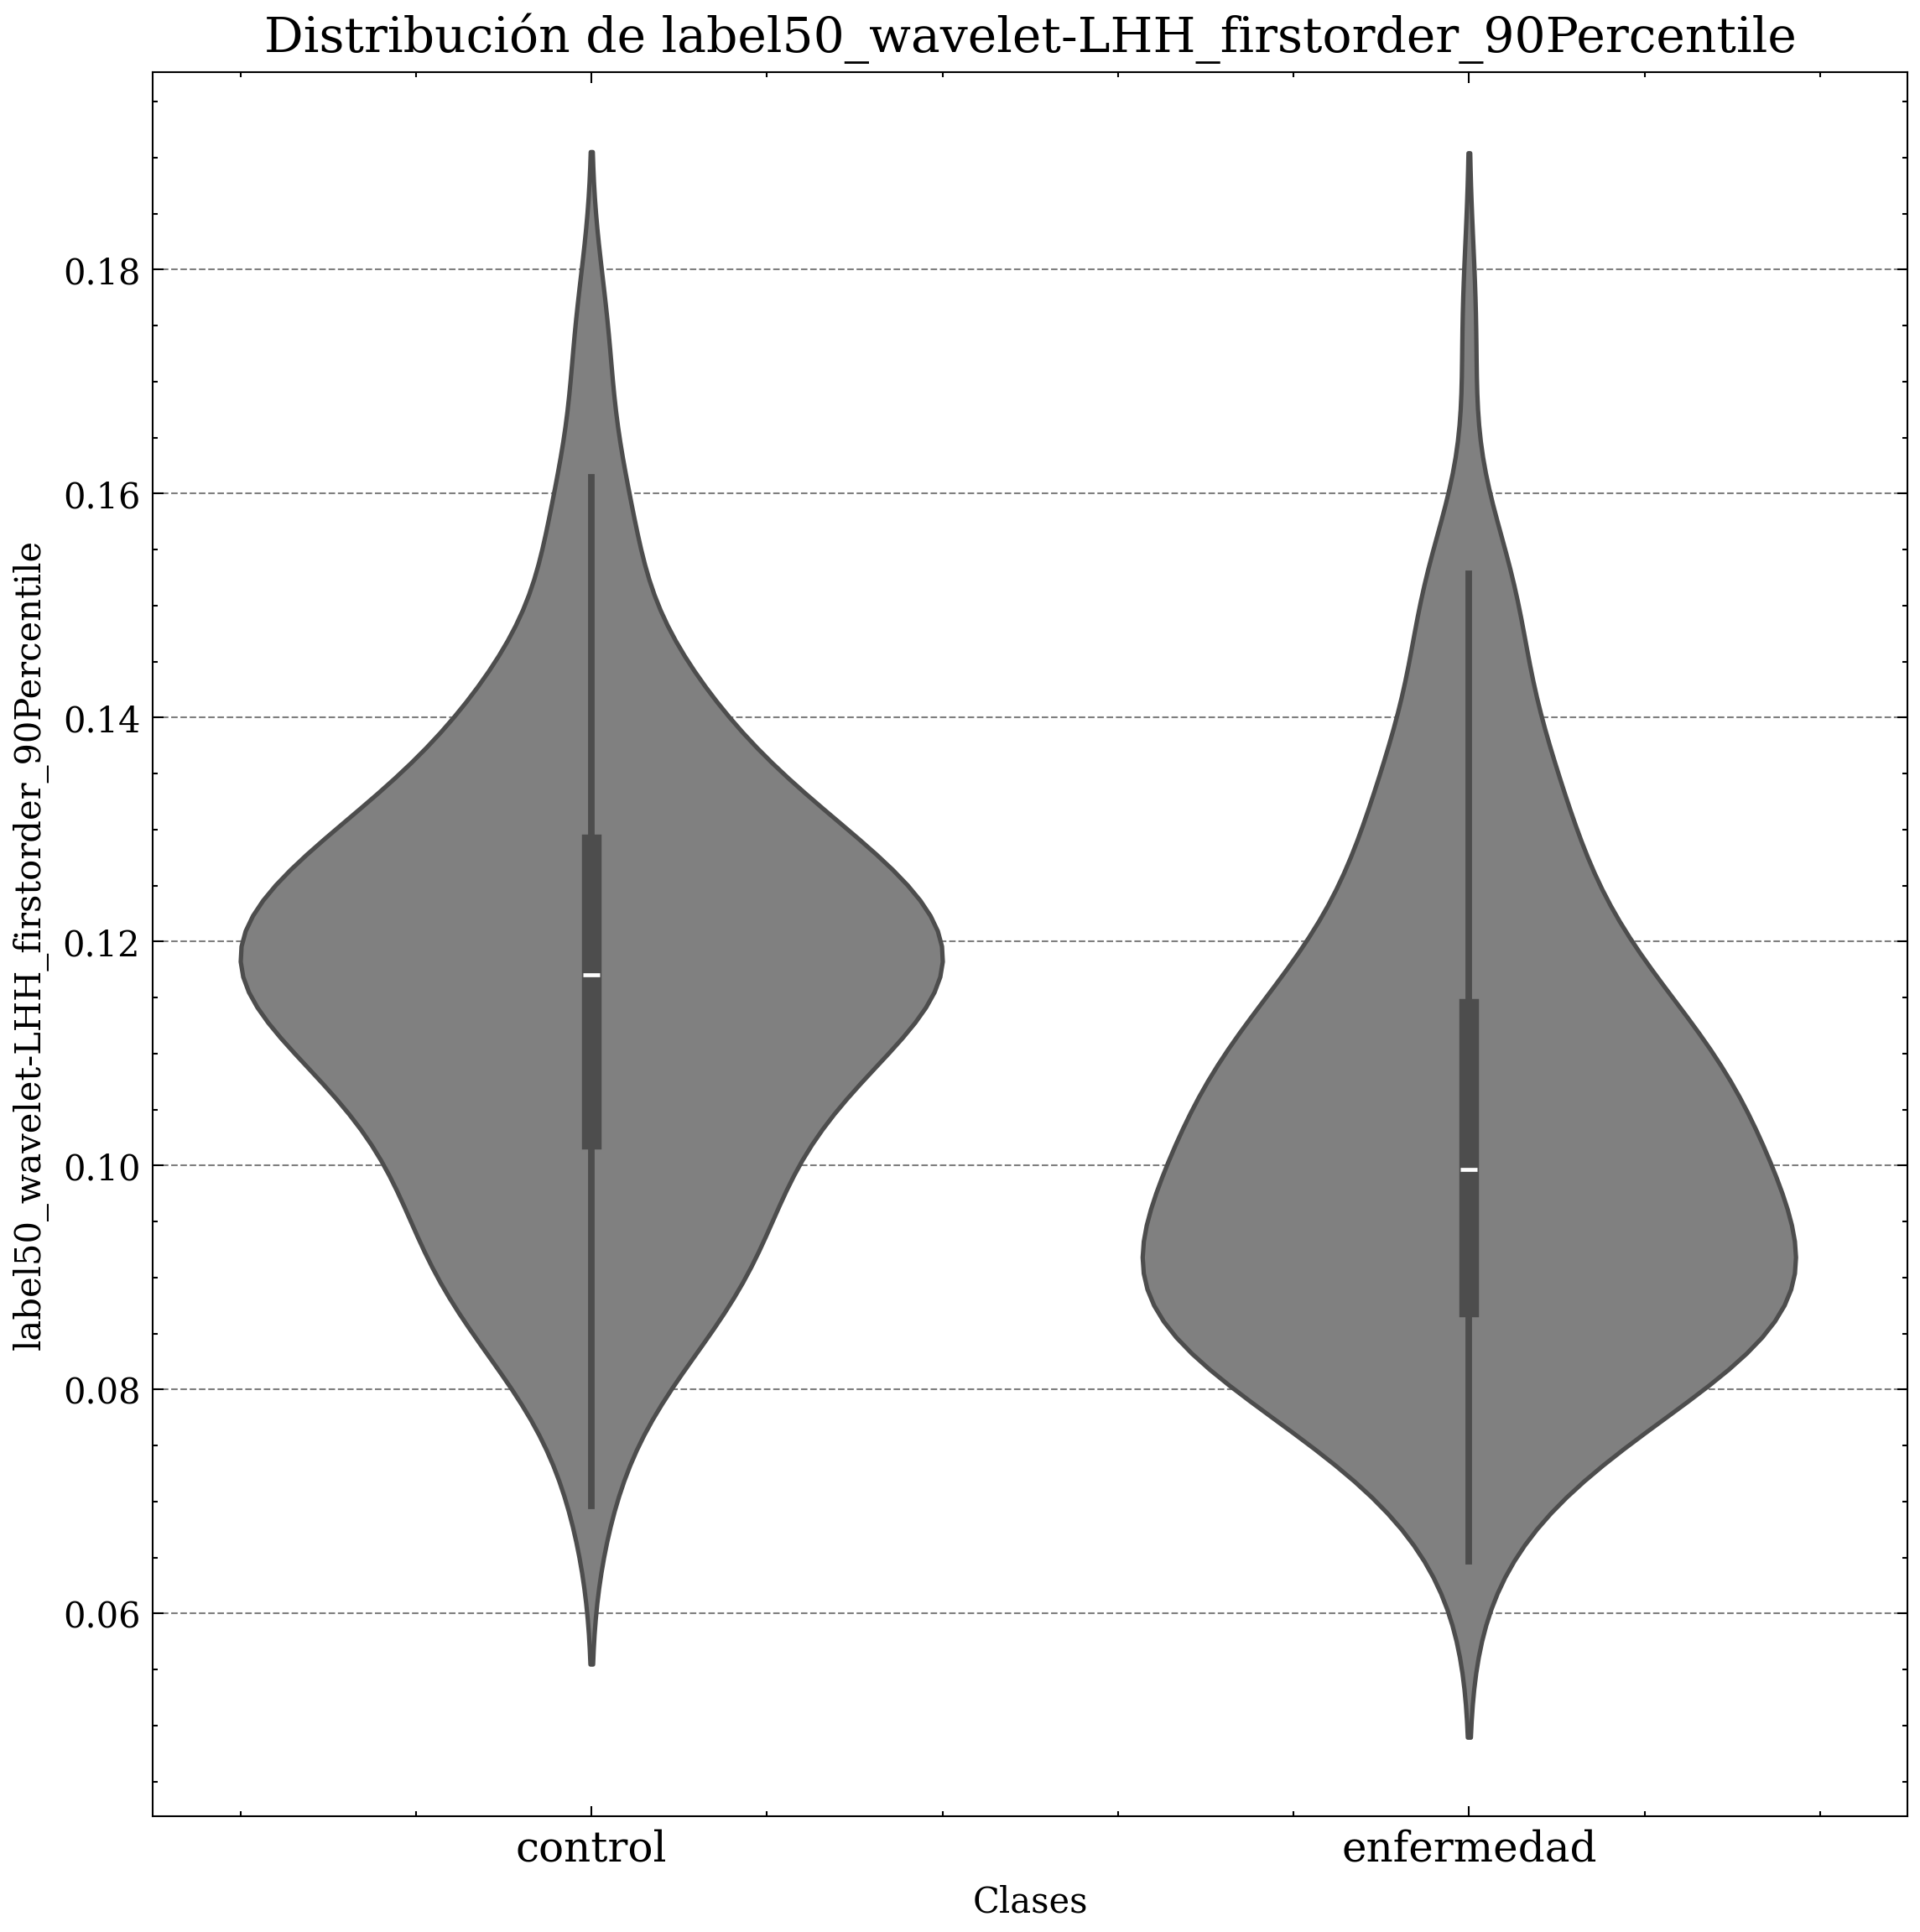 Distribución de label50_wavelet-LHH_firstorder_90Percentile
label50_wavelet-LHH_firstorder_90Percentile
0.18
0.16
0.14
0.12
0.10
0.08
0.06
control
enfermedad
Clases